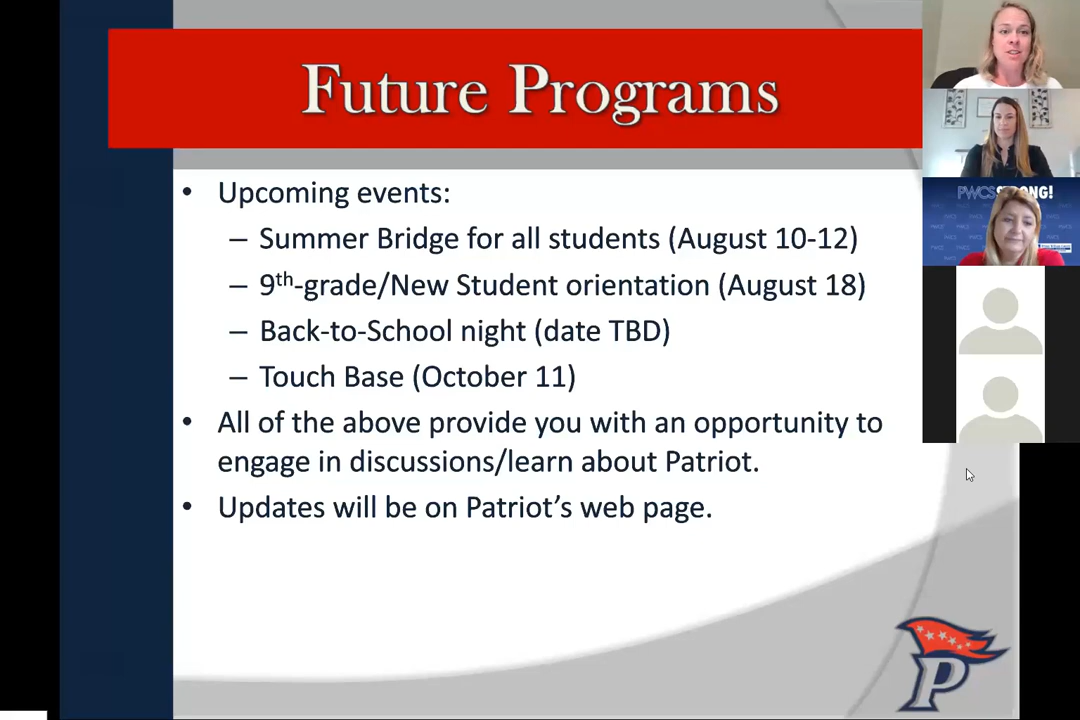 Future Programs
• Upcoming events:
– Summer Bridge for all students (August 10-12)
– 9th-grade/New Student orientation (August 18)
– Back-to-School night (date TBD)
– Touch Base (October 11)
• All of the above provide you with an opportunity to
engage in discussions/learn about Patriot.
• Updates will be on Patriot’s web page.
P